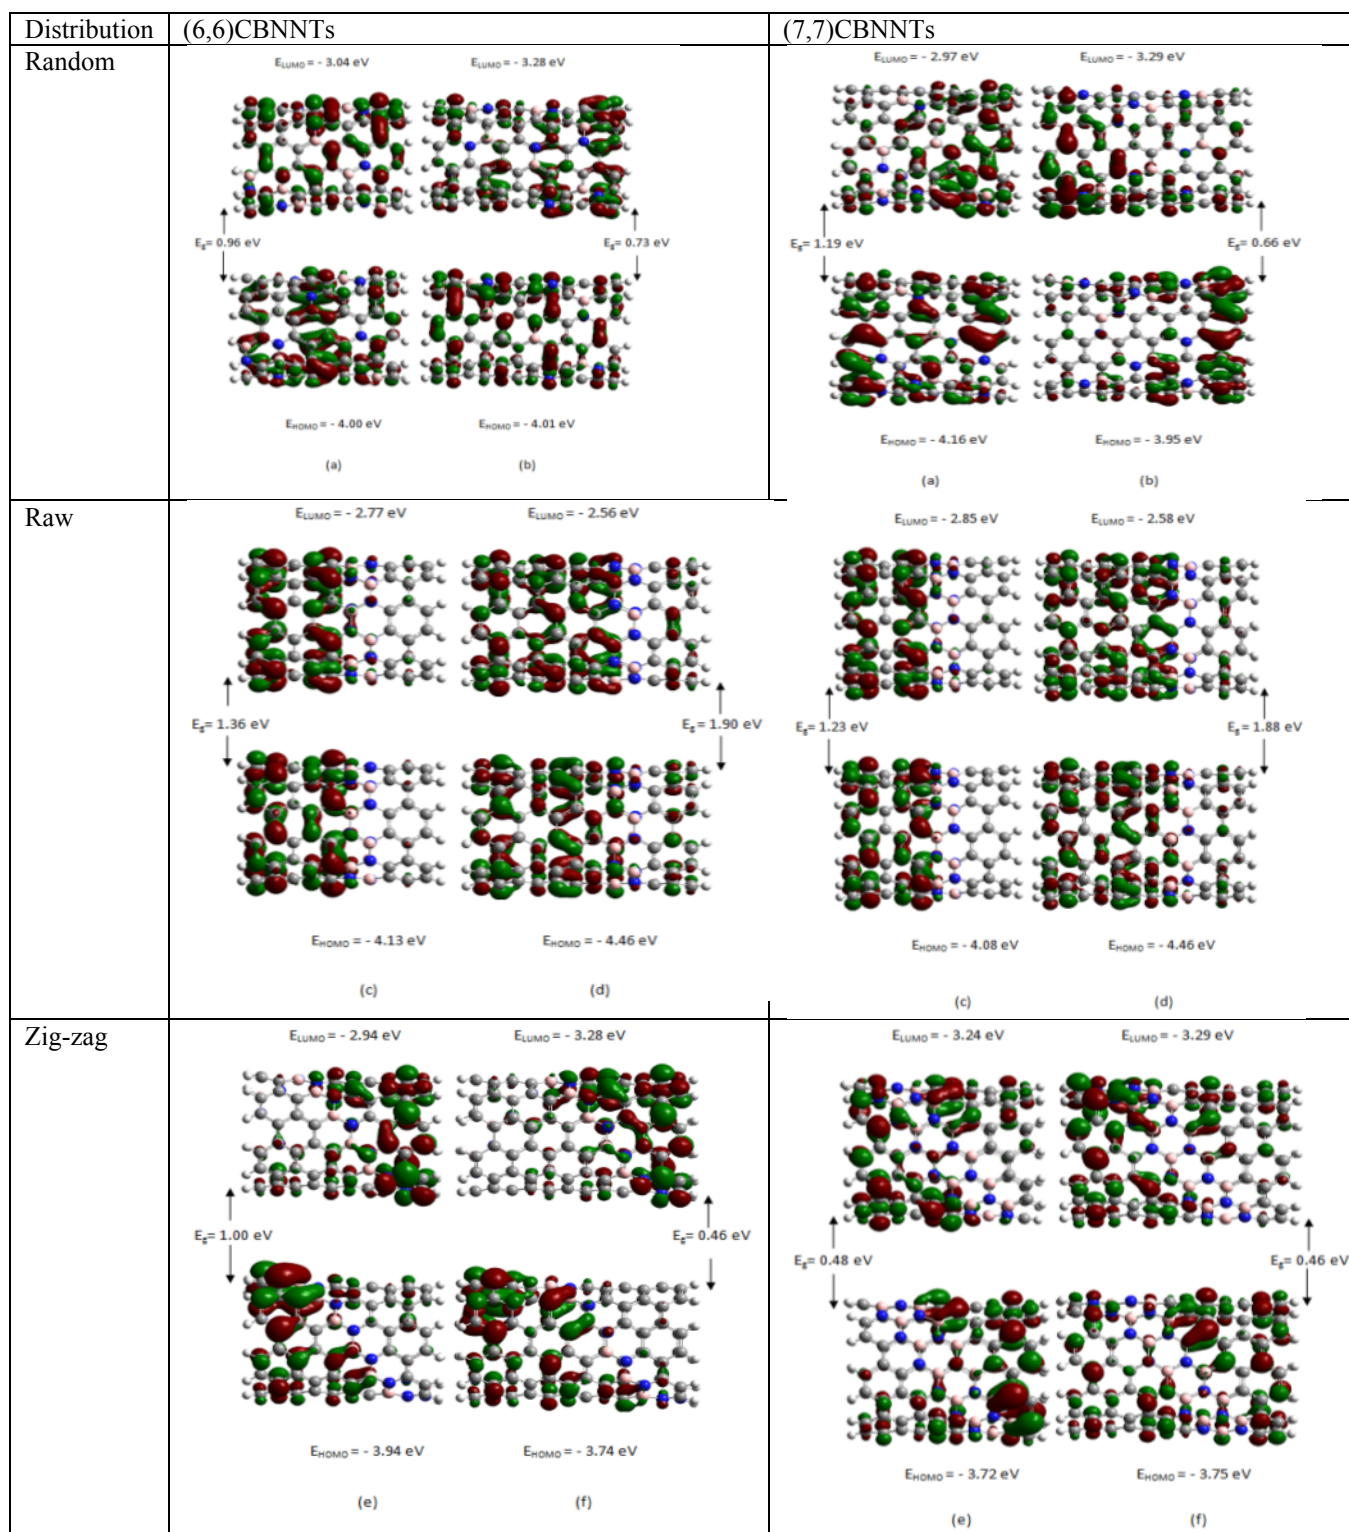 Distribution (6,6)CBNNTs (7,7)CBNNTs
Random
E_LUMO = - 3.04 eV E_LUMO = - 3.28 eV
E_g= 0.96 eV E_g= 0.73 eV
E_HOMO = - 4.00 eV E_HOMO = - 4.01 eV
(a) (b)
E_LUMO = - 2.97 eV E_LUMO = - 3.29 eV
E_g= 1.19 eV E_g= 0.66 eV
E_HOMO = - 4.16 eV E_HOMO = - 3.95 eV
(a) (b)
Raw
E_LUMO = - 2.77 eV E_LUMO = - 2.56 eV
E_g= 1.36 eV E_g= 1.90 eV
E_HOMO = - 4.13 eV E_HOMO = - 4.46 eV
(c) (d)
E_LUMO = - 2.85 eV E_LUMO = - 2.58 eV
E_g= 1.23 eV E_g= 1.88 eV
E_HOMO = - 4.08 eV E_HOMO = - 4.46 eV
(c) (d)
Zig-zag
E_LUMO = - 2.94 eV E_LUMO = - 3.28 eV
E_g= 1.00 eV E_g= 0.46 eV
E_HOMO = - 3.94 eV E_HOMO = - 3.74 eV
(e) (f)
E_LUMO = - 3.24 eV E_LUMO = - 3.29 eV
E_g= 0.48 eV E_g= 0.46 eV
E_HOMO = - 3.72 eV E_HOMO = - 3.75 eV
(e) (f)